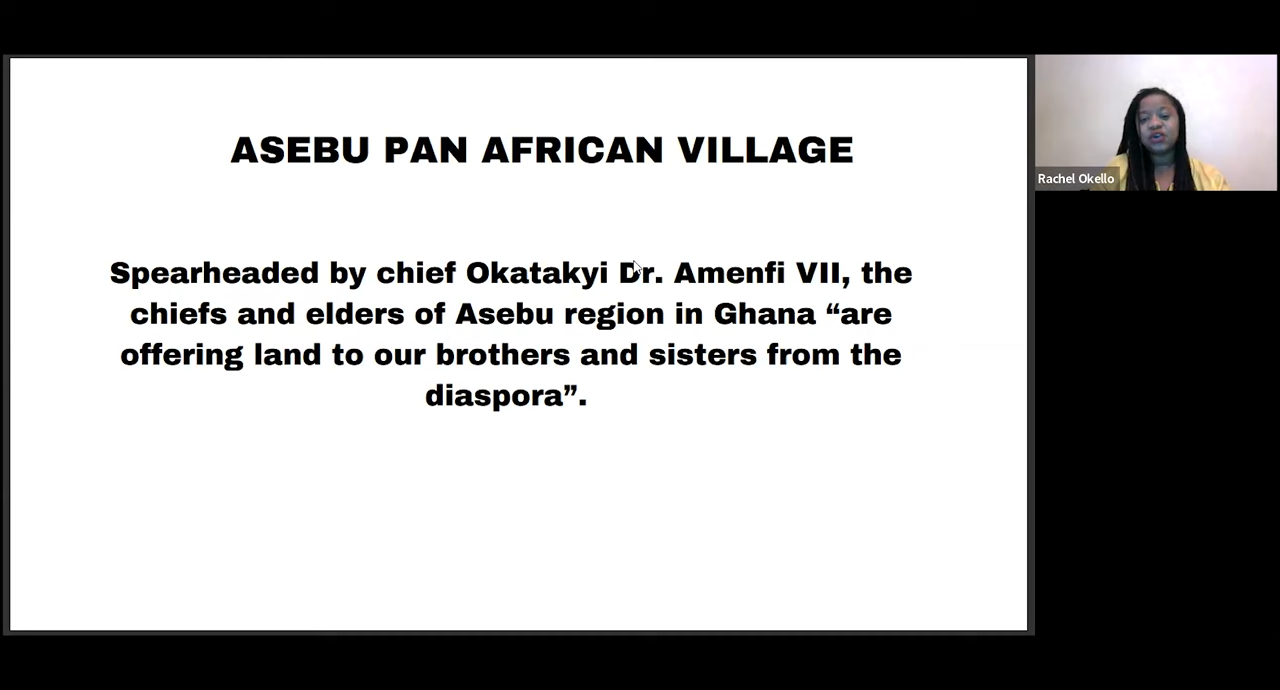 ASEBU PAN AFRICAN VILLAGE
Spearheaded by chief Okatakyi Dr. Amenfi VII, the
chiefs and elders of Asebu region in Ghana “are
offering land to our brothers and sisters from the
diaspora”.
Rachel Okello